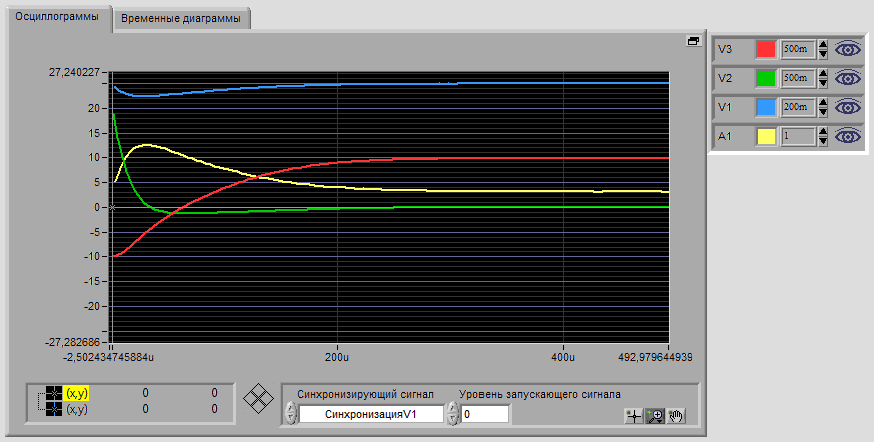 Осциллограммы
Временные диаграммы
V3 500m
V2 500m
V1 200m
A1 1
27,240227
20
15
10
5
0
-5
-10
-15
-20
-27,282686
-2,502434745884u 200u 400u 492,979644939
(x,y) 0 0
(x,y) 0 0
Синхронизирующий сигнал Уровень запускающего сигнала
СинхронизацияV1 0